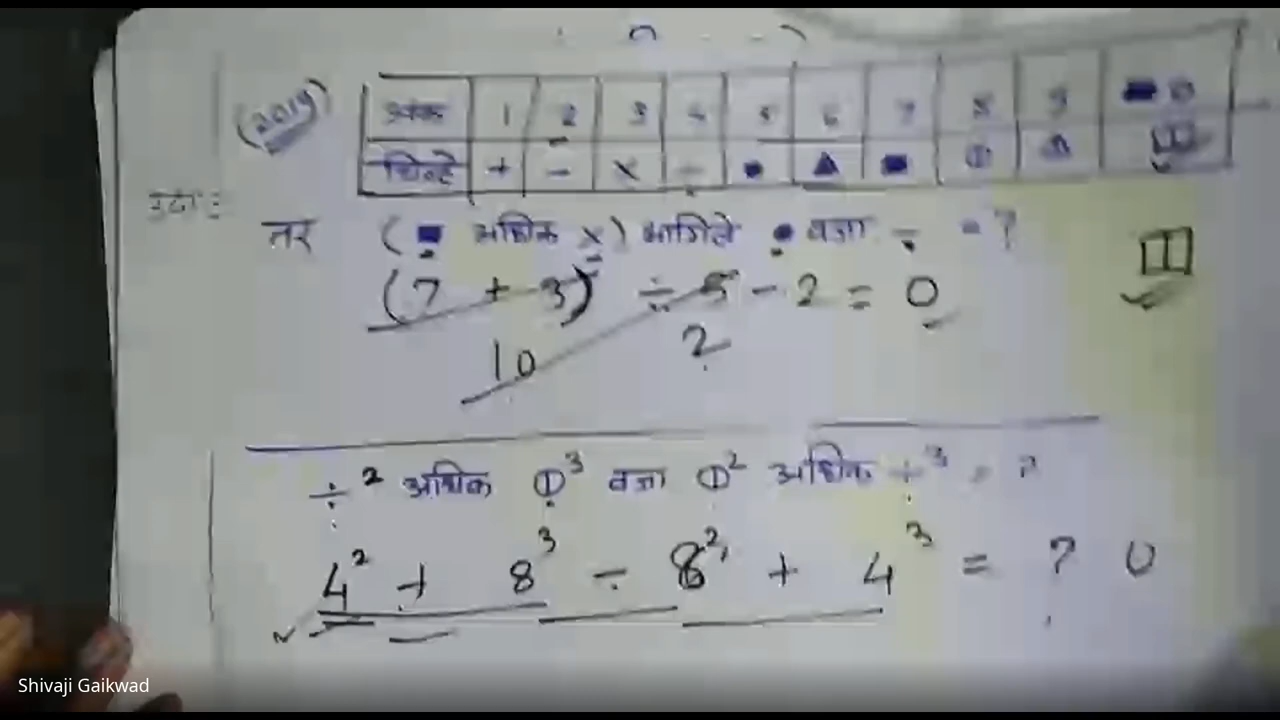 (2019)
अंक 1 2 3 4 5 6 7 8 9 0
चिन्हे + - × ÷ ● ▲ ■ ⦶
उदा :
तर ( ■ अधिक × ) भागिले ● वजा ÷ = ?
(7 + 3) ÷ 5 - 2 = 0
10 2
÷² अधिक ⦶³ वजा ⦶² अधिक ÷³ = ?
4² + 8³ - 8² + 4³ = ? 0
Shivaji Gaikwad